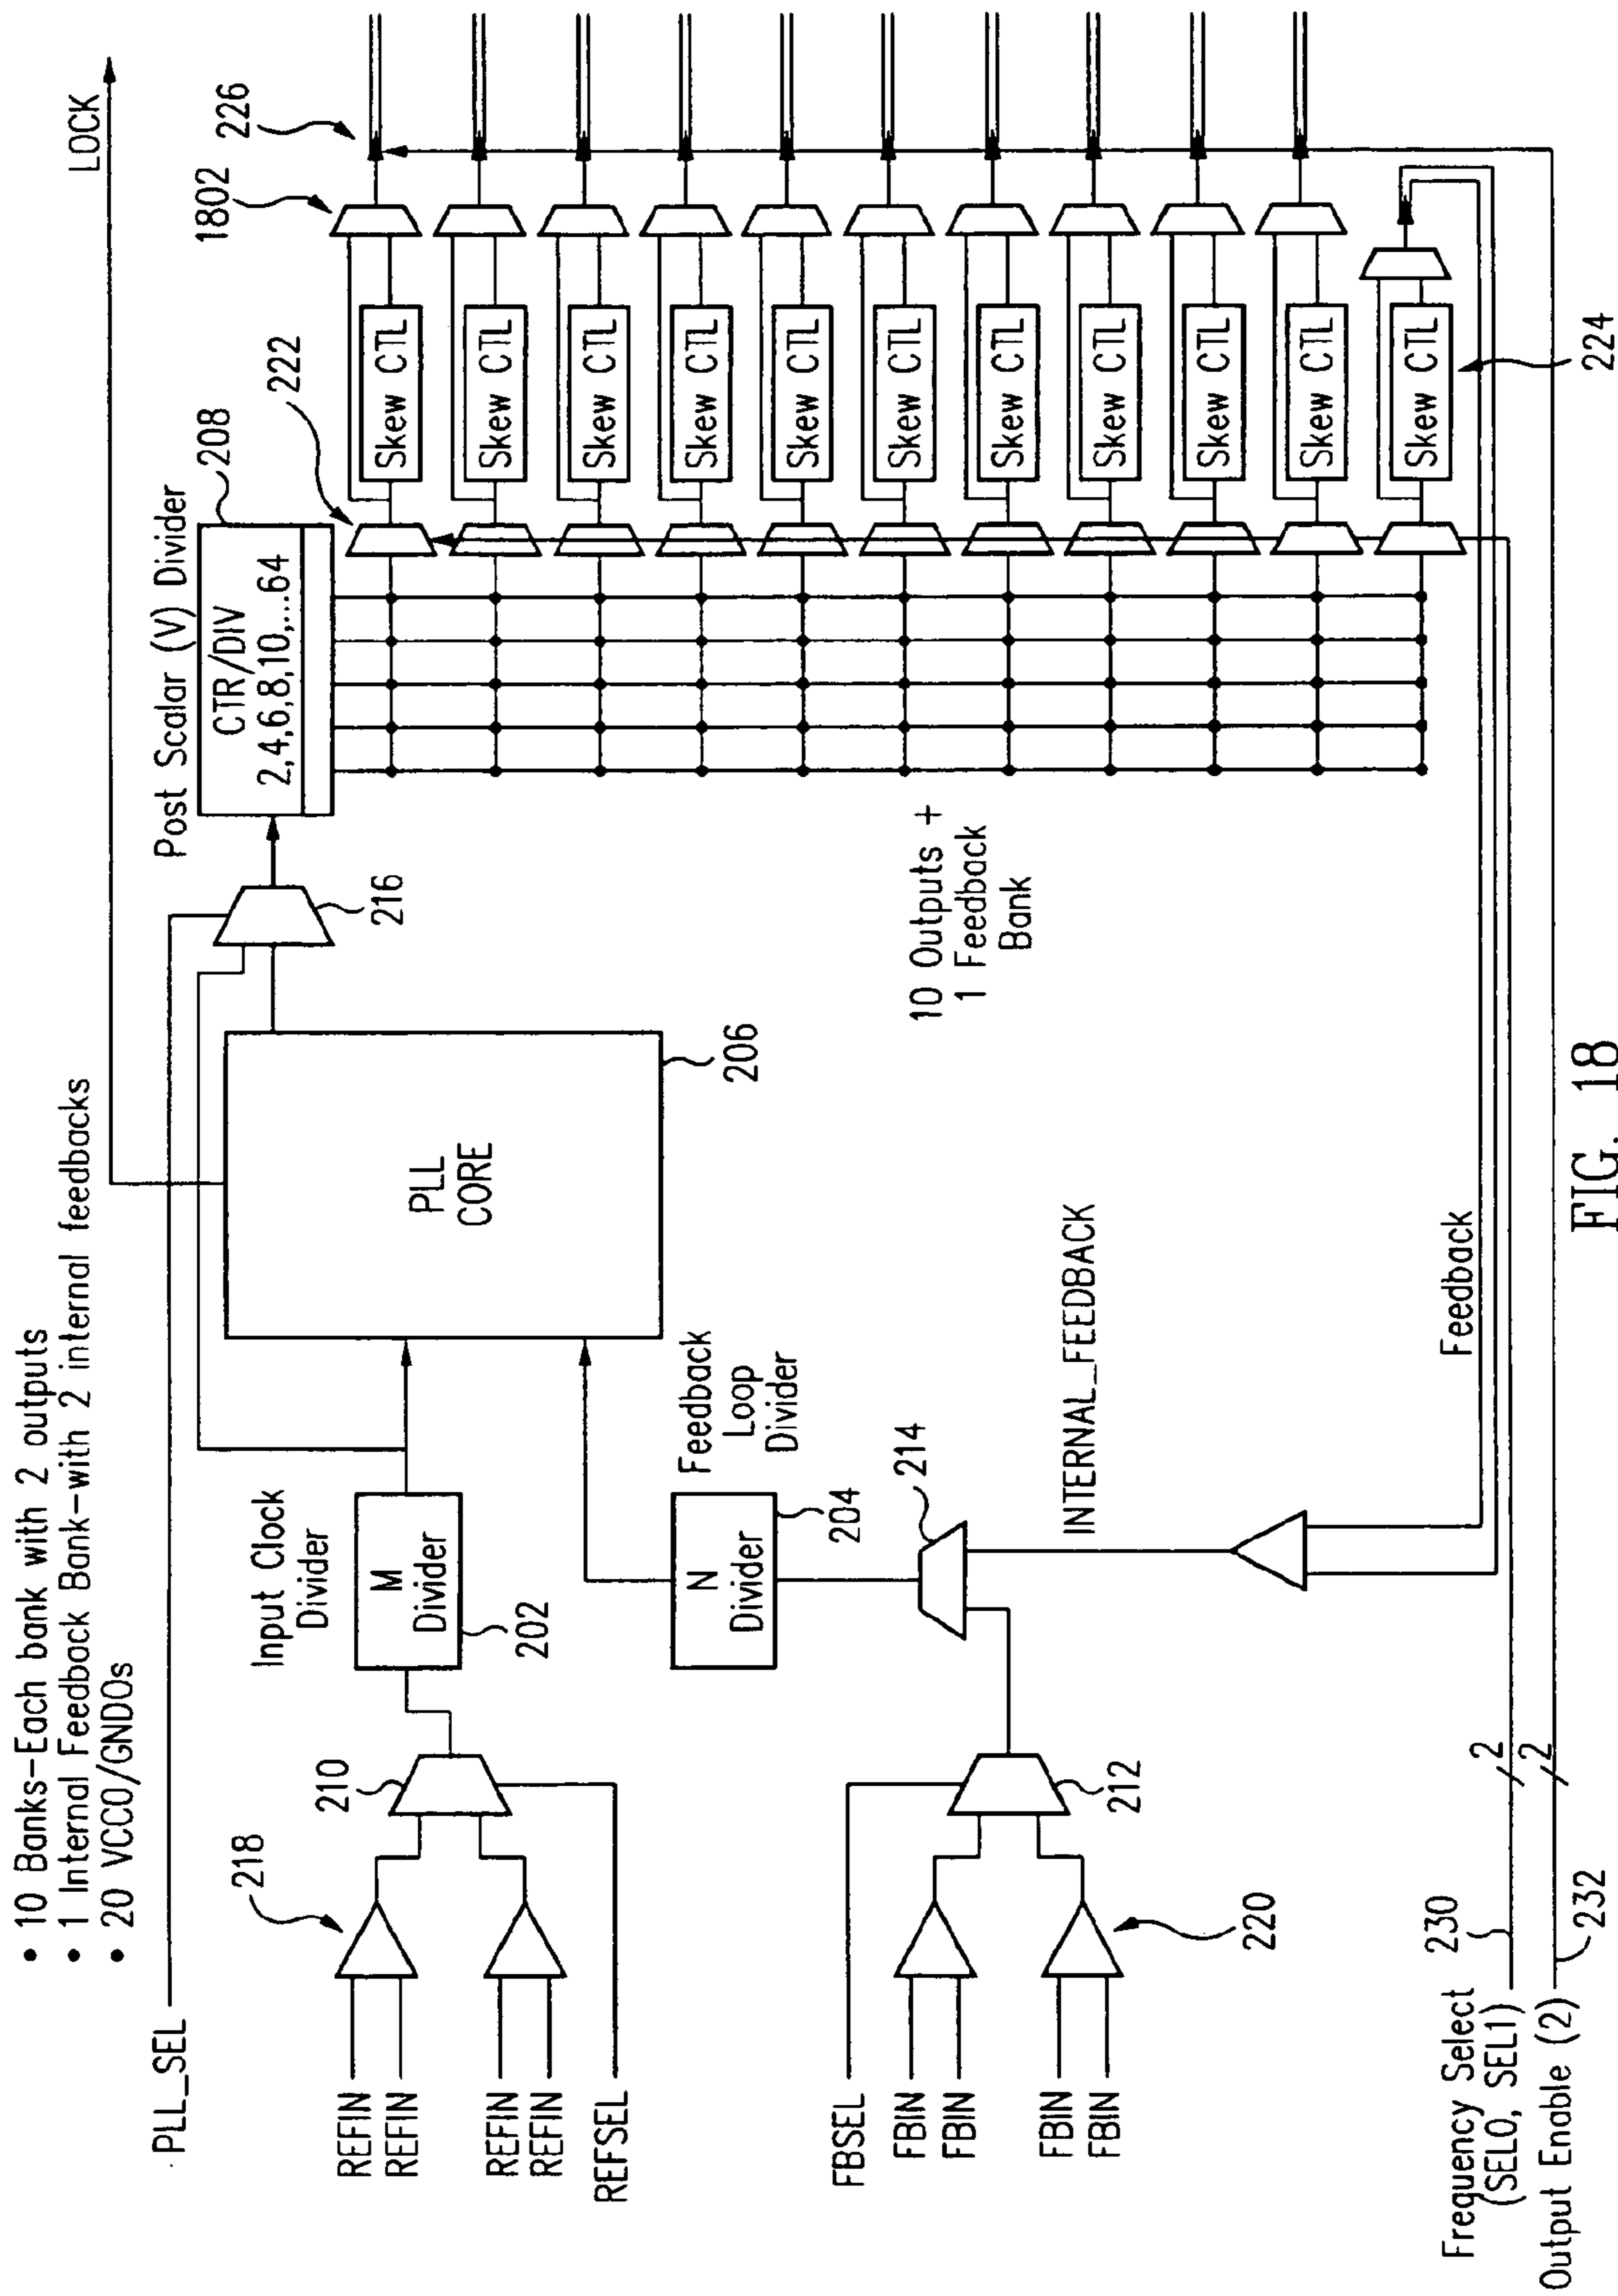 • 10 Banks-Each bank with 2 outputs
• 1 Internal Feedback Bank-with 2 internal feedbacks
• 20 VCCO/GNDOs
LOCK
PLL_SEL
Post Scalar (V) Divider
208
CTR/DIV
2,4,6,8,10,...64
222
1802
226
216
218
REFIN
REFIN
REFIN
REFIN
REFSEL
210
Input Clock
Divider
M
Divider
202
PLL
CORE
206
Feedback
Loop
Divider
N
Divider
204
214
FBSEL
FBIN
FBIN
FBIN
FBIN
212
220
INTERNAL_FEEDBACK
10 Outputs +
1 Feedback
Bank
Skew CTL
Skew CTL
Skew CTL
Skew CTL
Skew CTL
Skew CTL
Skew CTL
Skew CTL
Skew CTL
Skew CTL
Skew CTL
224
Feedback
Frequency Select
(SEL0, SEL1)
230
2
Output Enable (2)
232
2
FIG. 18